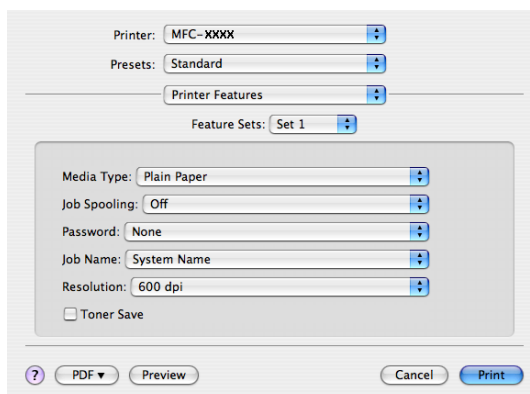 Printer: MFC-XXXX
Presets: Standard
Printer Features
Feature Sets: Set 1
Media Type: Plain Paper
Job Spooling: Off
Password: None
Job Name: System Name
Resolution: 600 dpi
Toner Save
? PDF ▼ Preview Cancel Print